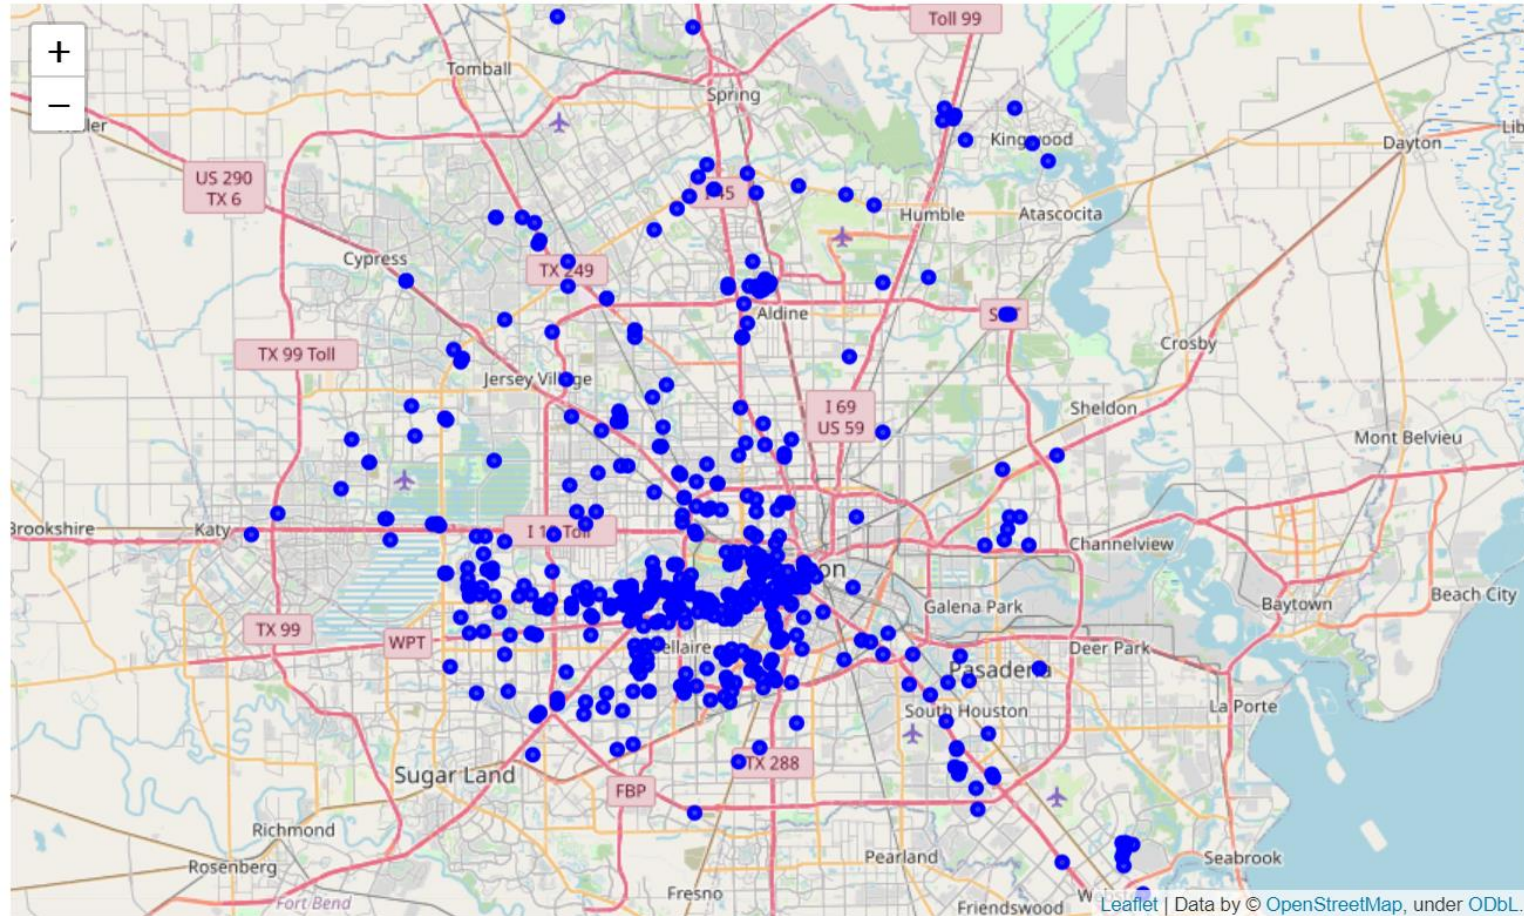 Toll 99
+
Tomball
Spring
−
Dayton
US 290
TX 6
Humble
Atascocita
Cypress
TX 249
Aldine
Crosby
TX 99 Toll
Jersey Village
I 69
US 59
Sheldon
Mont Belvieu
Brookshire
Katy
Channelview
Galena Park
Beach City
Baytown
TX 99
WPT
Deer Park
Pasadena
La Porte
South Houston
TX 288
Sugar Land
FBP
Richmond
Pearland
Seabrook
Rosenberg
Fresno
Fort Bend
Friendswood
Leaflet | Data by © OpenStreetMap, under ODbL.